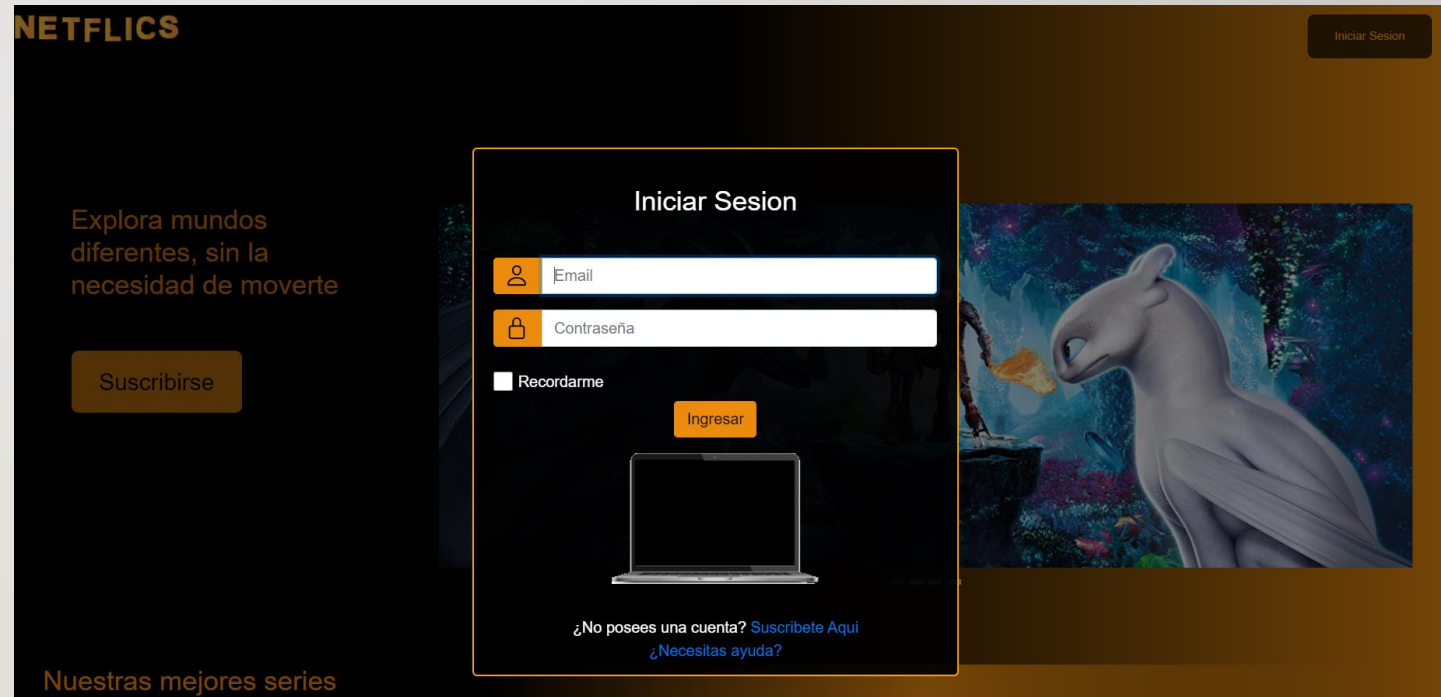 NETFLICS
Iniciar Sesion
Explora mundos
diferentes, sin la
necesidad de moverte
Suscribirse
Iniciar Sesion
Email
Contraseña
Recordarme
Ingresar
¿No posees una cuenta? Suscribete Aqui
¿Necesitas ayuda?
Nuestras mejores series